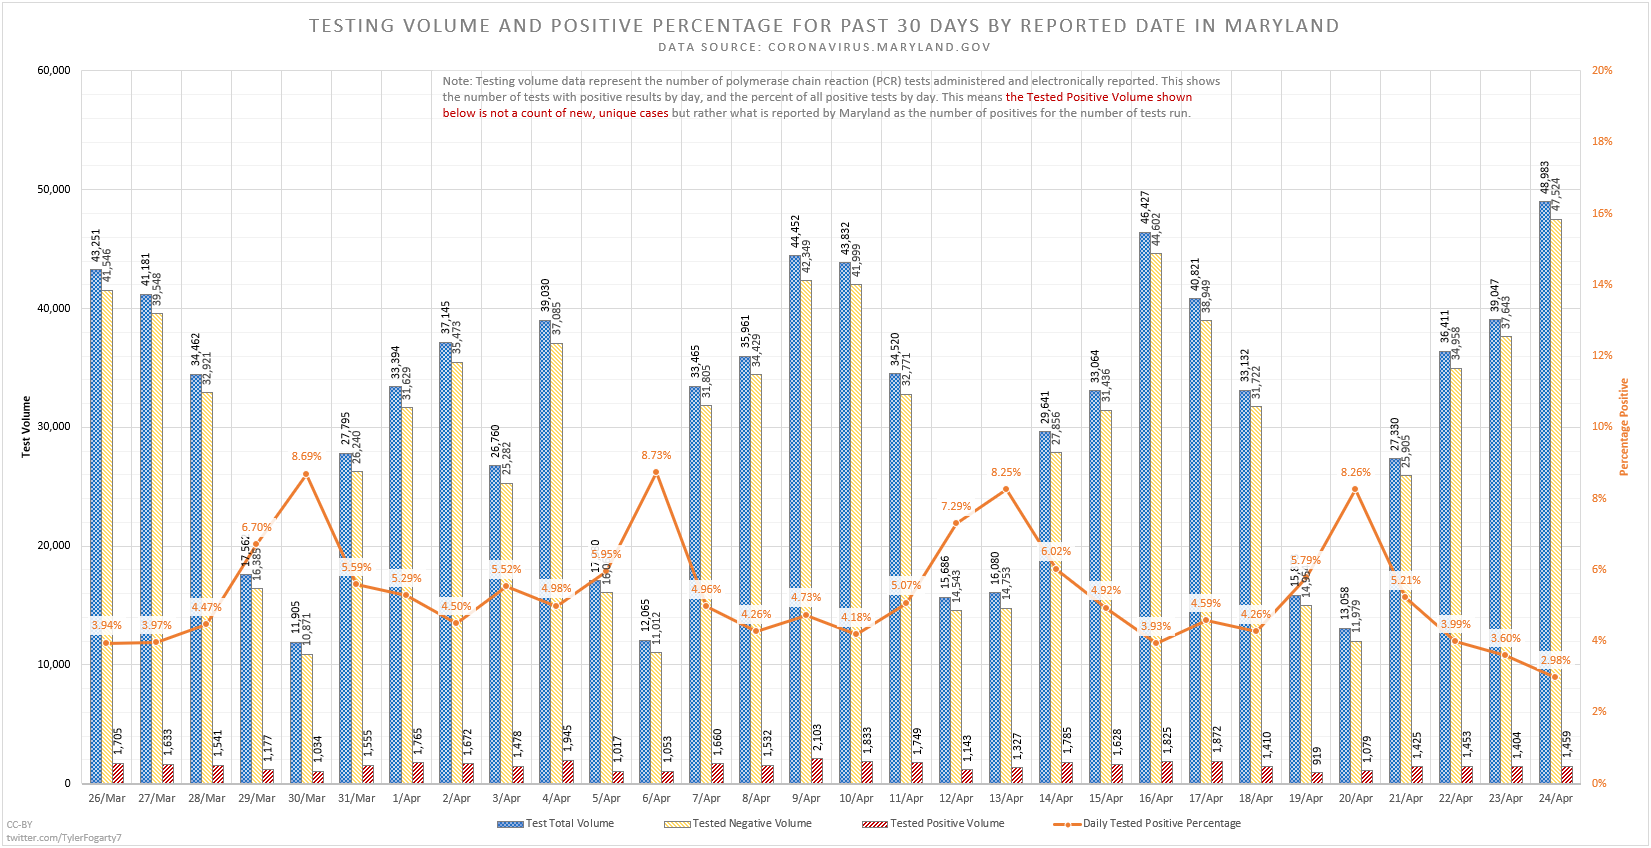 TESTING VOLUME AND POSITIVE PERCENTAGE FOR PAST 30 DAYS BY REPORTED DATE IN MARYLAND
DATA SOURCE: CORONAVIRUS.MARYLAND.GOV
Note: Testing volume data represent the number of polymerase chain reaction (PCR) tests administered and electronically reported. This shows
the number of tests with positive results by day, and the percent of all positive tests by day. This means the Tested Positive Volume shown
below is not a count of new, unique cases but rather what is reported by Maryland as the number of positives for the number of tests run.
60,000
50,000
40,000
30,000
20,000
10,000
0
Test Volume
20%
18%
16%
14%
12%
10%
8%
6%
4%
2%
0%
Percentage Positive
43,251 41,546 3.94% 1,705
41,181 39,548 3.97% 1,633
34,462 32,921 4.47% 1,541
16,385 6.70% 1,177
11,905 10,871 8.69% 1,034
27,795 26,240 5.59% 1,555
33,394 31,629 5.29% 1,765
37,145 35,473 4.50% 1,672
26,760 25,282 5.52% 1,478
39,030 37,085 4.98% 1,945
5.95% 1,017
12,065 11,012 8.73% 1,053
33,465 31,805 4.96% 1,660
35,961 34,429 4.26% 1,532
44,452 42,349 4.73% 2,103
43,832 41,999 4.18% 1,833
34,520 32,771 5.07% 1,749
15,686 14,543 7.29% 1,143
16,080 14,753 8.25% 1,327
29,641 27,856 6.02% 1,785
33,064 31,436 4.92% 1,628
46,427 44,602 3.93% 1,825
40,821 38,949 4.59% 1,872
33,132 31,722 4.26% 1,410
5.79% 919
13,058 11,979 8.26% 1,079
27,330 25,905 5.21% 1,425
36,411 34,958 3.99% 1,453
39,047 37,643 3.60% 1,404
48,983 47,524 2.98% 1,459
26/Mar 27/Mar 28/Mar 29/Mar 30/Mar 31/Mar 1/Apr 2/Apr 3/Apr 4/Apr 5/Apr 6/Apr 7/Apr 8/Apr 9/Apr 10/Apr 11/Apr 12/Apr 13/Apr 14/Apr 15/Apr 16/Apr 17/Apr 18/Apr 19/Apr 20/Apr 21/Apr 22/Apr 23/Apr 24/Apr
Test Total Volume Tested Negative Volume Tested Positive Volume Daily Tested Positive Percentage
CC-BY
twitter.com/TylerFogarty7